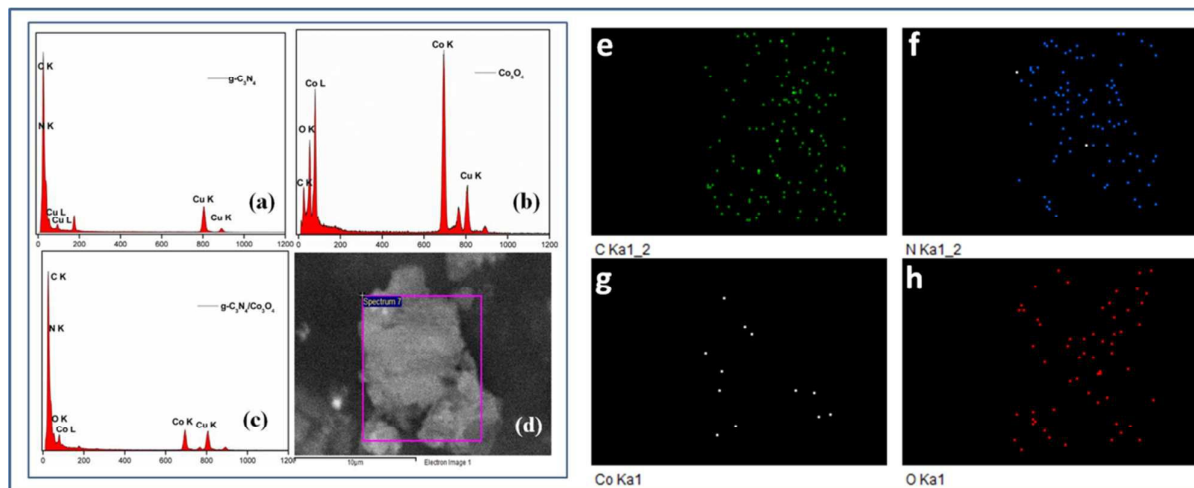 C K
N K
Cu L
Cu L
Cu K
Cu K
g-C₃N₄
(a)
0 200 400 600 800 1000 1200
Co K
Co L
O K
C K
Cu K
Co₃O₄
(b)
0 200 400 600 800 1000 1200
C K
N K
O K
Co L
Co K
Cu K
g-C₃N₄/Co₃O₄
(c)
0 200 400 600 800 1000 1200
Spectrum 7
(d)
10μm Electron Image 1
e
C Ka1_2
f
N Ka1_2
g
Co Ka1
h
O Ka1